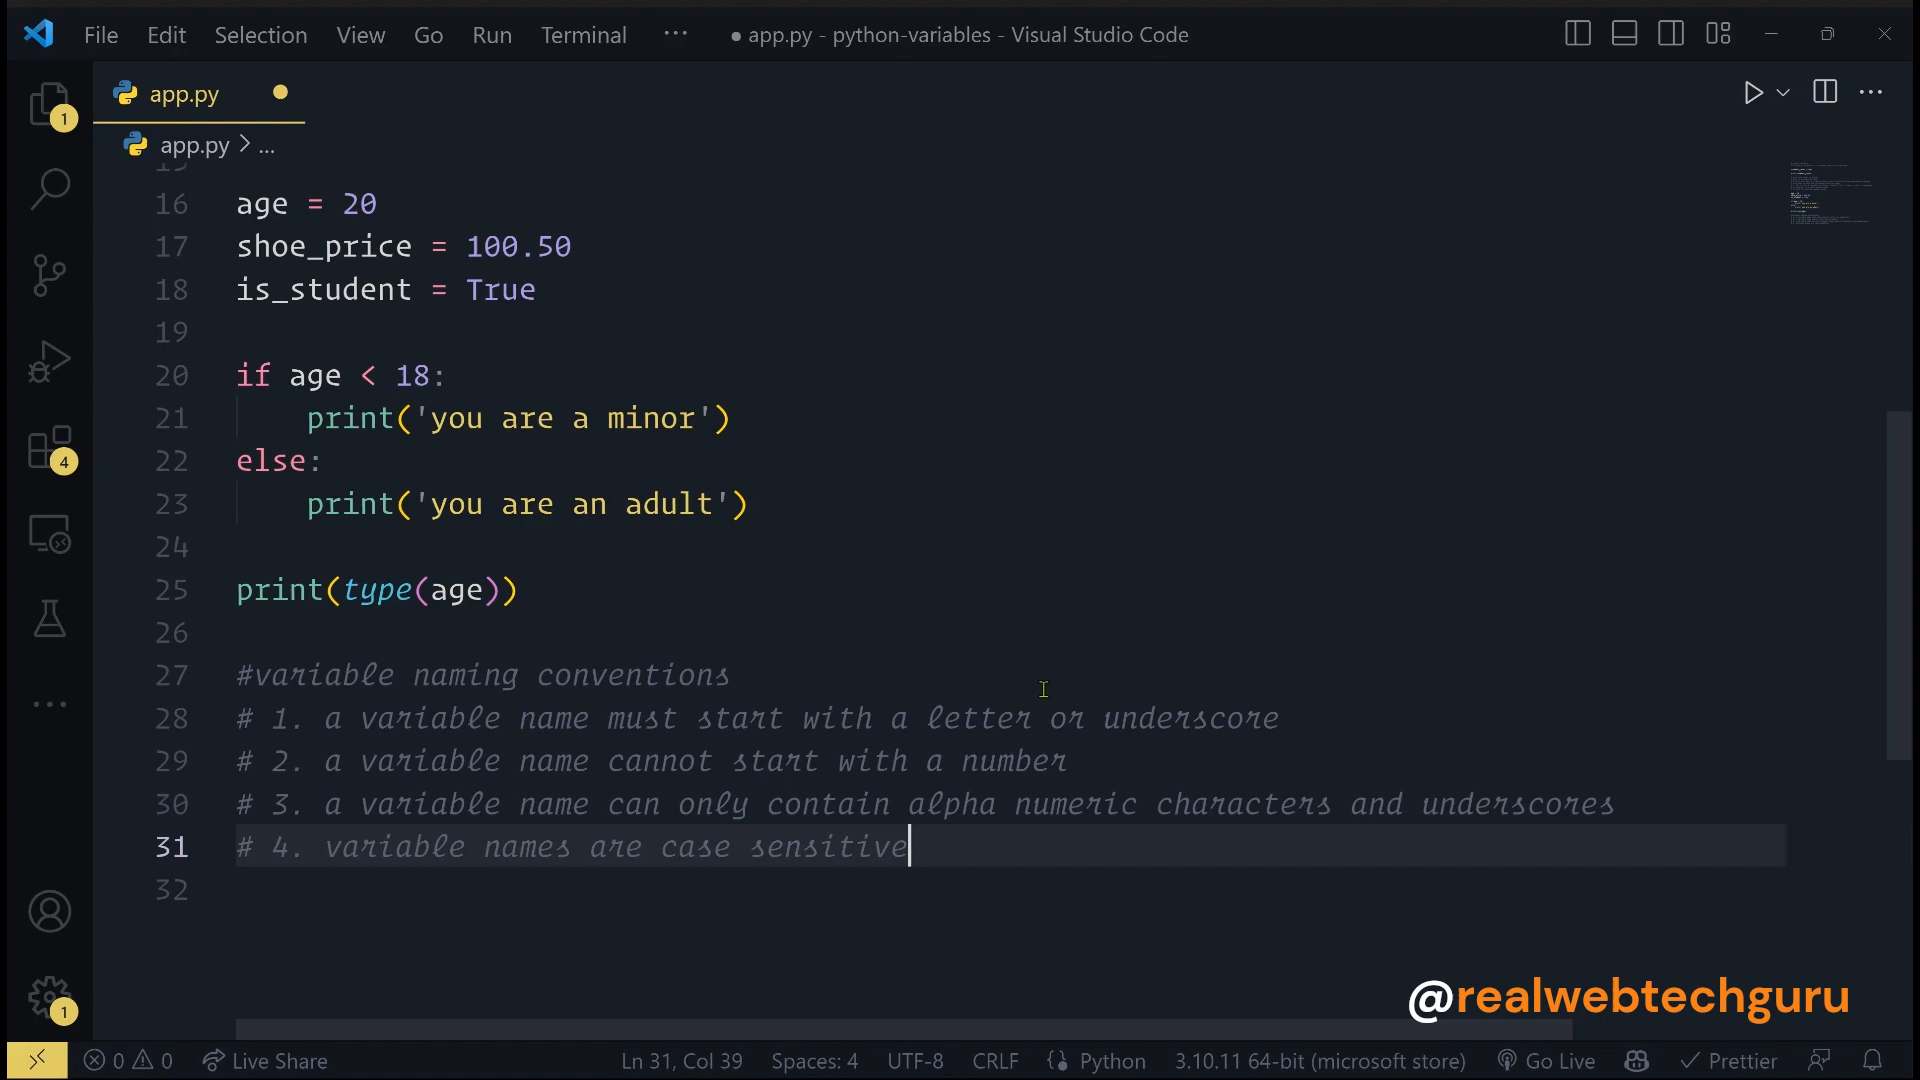 File Edit Selection View Go Run Terminal ··· ● app.py - python-variables - Visual Studio Code
app.py
app.py > ...
1
4
1
15
16 age = 20
17 shoe_price = 100.50
18 is_student = True
19
20 if age < 18:
21 print('you are a minor')
22 else:
23 print('you are an adult')
24
25 print(type(age))
26
27 #variable naming conventions
28 # 1. a variable name must start with a letter or underscore
29 # 2. a variable name cannot start with a number
30 # 3. a variable name can only contain alpha numeric characters and underscores
31 # 4. variable names are case sensitive
32
@realwebtechguru
0 0 Live Share Ln 31, Col 39 Spaces: 4 UTF-8 CRLF {} Python 3.10.11 64-bit (microsoft store) Go Live Prettier